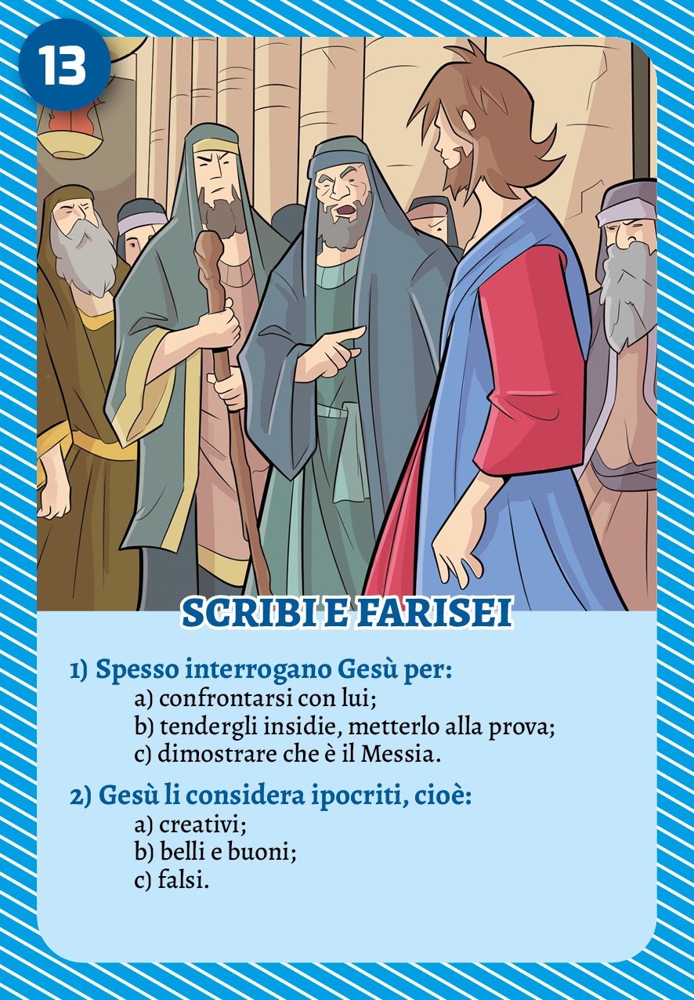 13
SCRIBI E FARISEI
1) Spesso interrogano Gesù per:
a) confrontarsi con lui;
b) tendergli insidie, metterlo alla prova;
c) dimostrare che è il Messia.
2) Gesù li considera ipocriti, cioè:
a) creativi;
b) belli e buoni;
c) falsi.